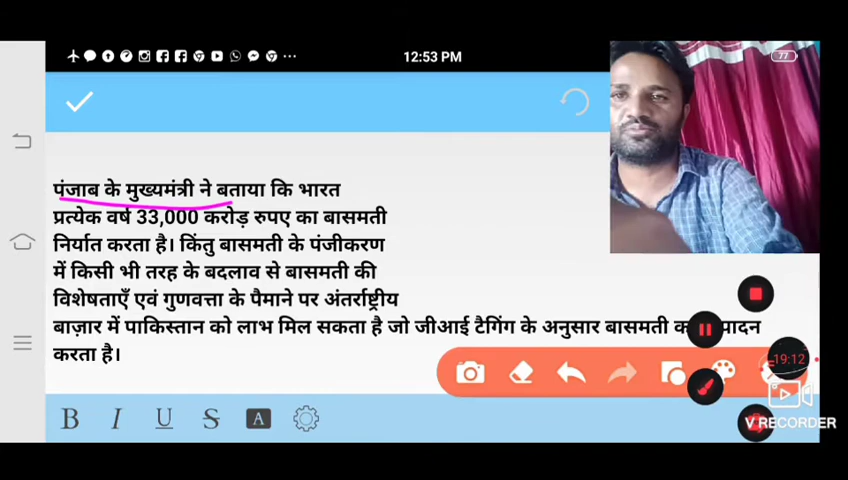 12:53 PM
77
पंजाब के मुख्यमंत्री ने बताया कि भारत
प्रत्येक वर्ष 33,000 करोड़ रुपए का बासमती
निर्यात करता है। किंतु बासमती के पंजीकरण
में किसी भी तरह के बदलाव से बासमती की
विशेषताएँ एवं गुणवत्ता के पैमाने पर अंतर्राष्ट्रीय
बाज़ार में पाकिस्तान को लाभ मिल सकता है जो जीआई टैगिंग के अनुसार बासमती
करता है।
19:12
V RECORDER
B I U S A